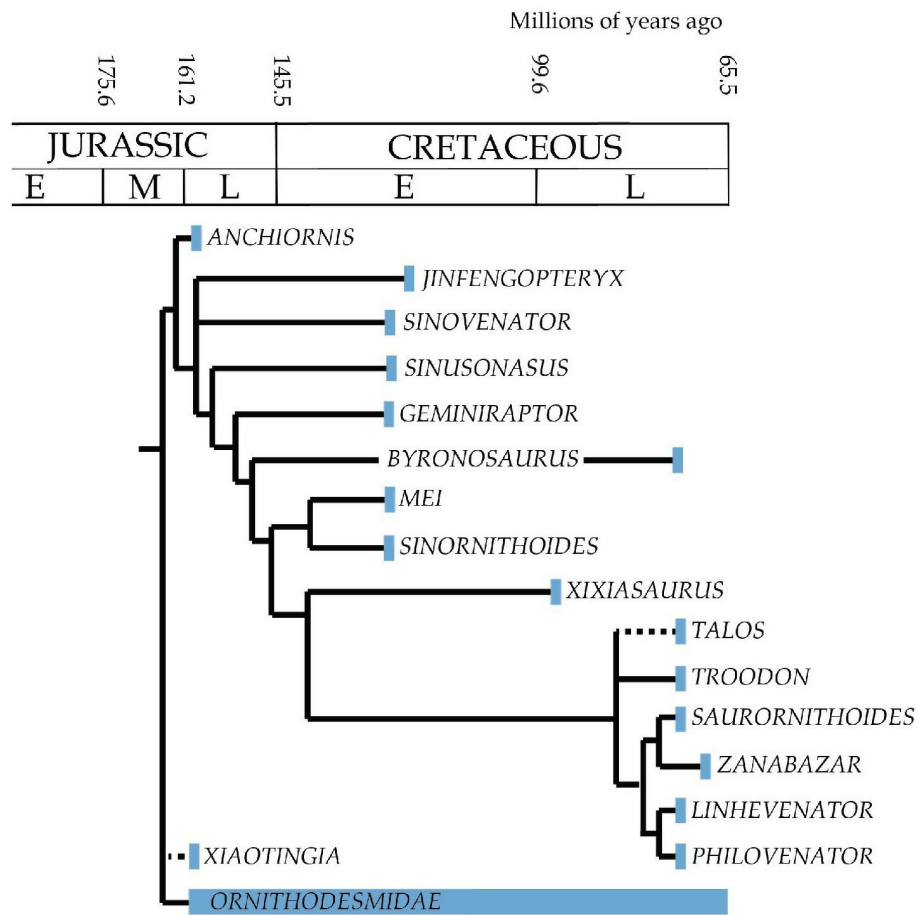 Millions of years ago
175.6 161.2 145.5 99.6 65.5
JURASSIC CRETACEOUS
E M L E L
ANCHIORNIS
JINFENGOPTERYX
SINOVENATOR
SINUSONASUS
GEMINIRAPTOR
BYRONOSAURUS
MEI
SINORNITHOIDES
XIXIASAURUS
TALOS
TROODON
SAURORNITHOIDES
ZANABAZAR
LINHEVENATOR
PHILOVENATOR
XIAOTINGIA
ORNITHODESMIDAE